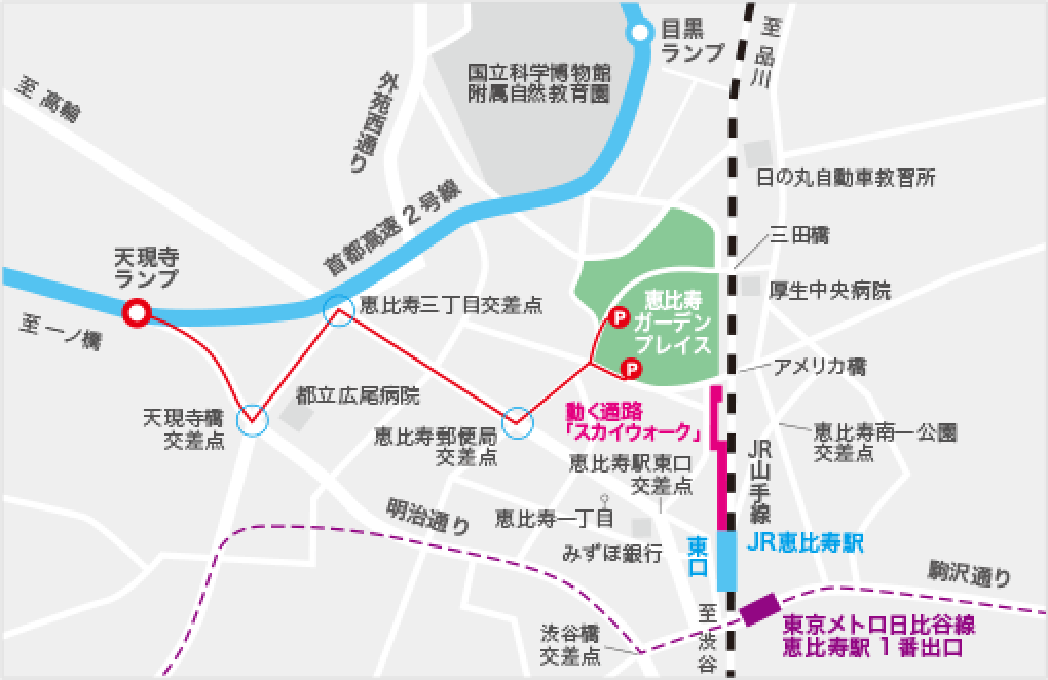 目黒
ランプ
至 品川
国立科学博物館
附属自然教育園
至 高輪
外苑西通り
日の丸自動車教習所
首都高速 2 号線
三田橋
天現寺
ランプ
厚生中央病院
恵比寿
ガーデン
プレイス
P
P
恵比寿三丁目交差点
至 一ノ橋
アメリカ橋
都立広尾病院
天現寺橋
交差点
動く通路
「スカイウォーク」
恵比寿郵便局
交差点
恵比寿南一公園
交差点
JR山手線
恵比寿駅東口
交差点
明治通り
恵比寿一丁目
みずほ銀行
東口
JR恵比寿駅
駒沢通り
至 渋谷
東京メトロ日比谷線
恵比寿駅 1 番出口
渋谷橋
交差点